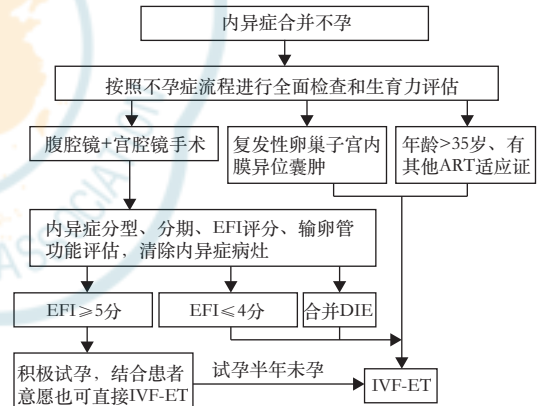 内异症合并不孕
按照不孕症流程进行全面检查和生育力评估
腹腔镜+宫腔镜手术
复发性卵巢子宫内
膜异位囊肿
年龄>35岁、有
其他ART适应证
内异症分型、分期、EFI评分、输卵管
功能评估，清除内异症病灶
EFI≥5分
EFI≤4分
合并DIE
积极试孕，结合患者
意愿也可直接IVF-ET
试孕半年未孕
IVF-ET
ASSOCIATION